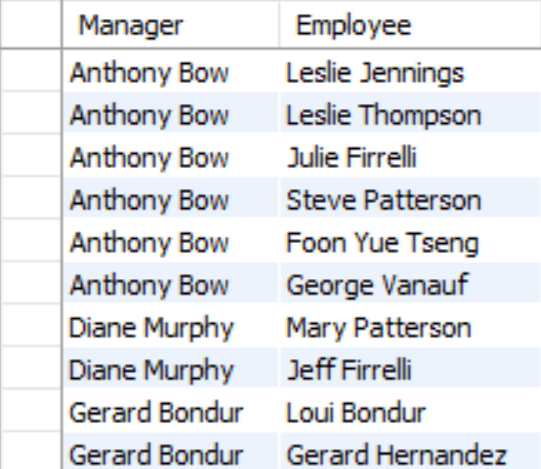 Manager Employee
Anthony Bow Leslie Jennings
Anthony Bow Leslie Thompson
Anthony Bow Julie Firrelli
Anthony Bow Steve Patterson
Anthony Bow Foon Yue Tseng
Anthony Bow George Vanauf
Diane Murphy Mary Patterson
Diane Murphy Jeff Firrelli
Gerard Bondur Loui Bondur
Gerard Bondur Gerard Hernandez